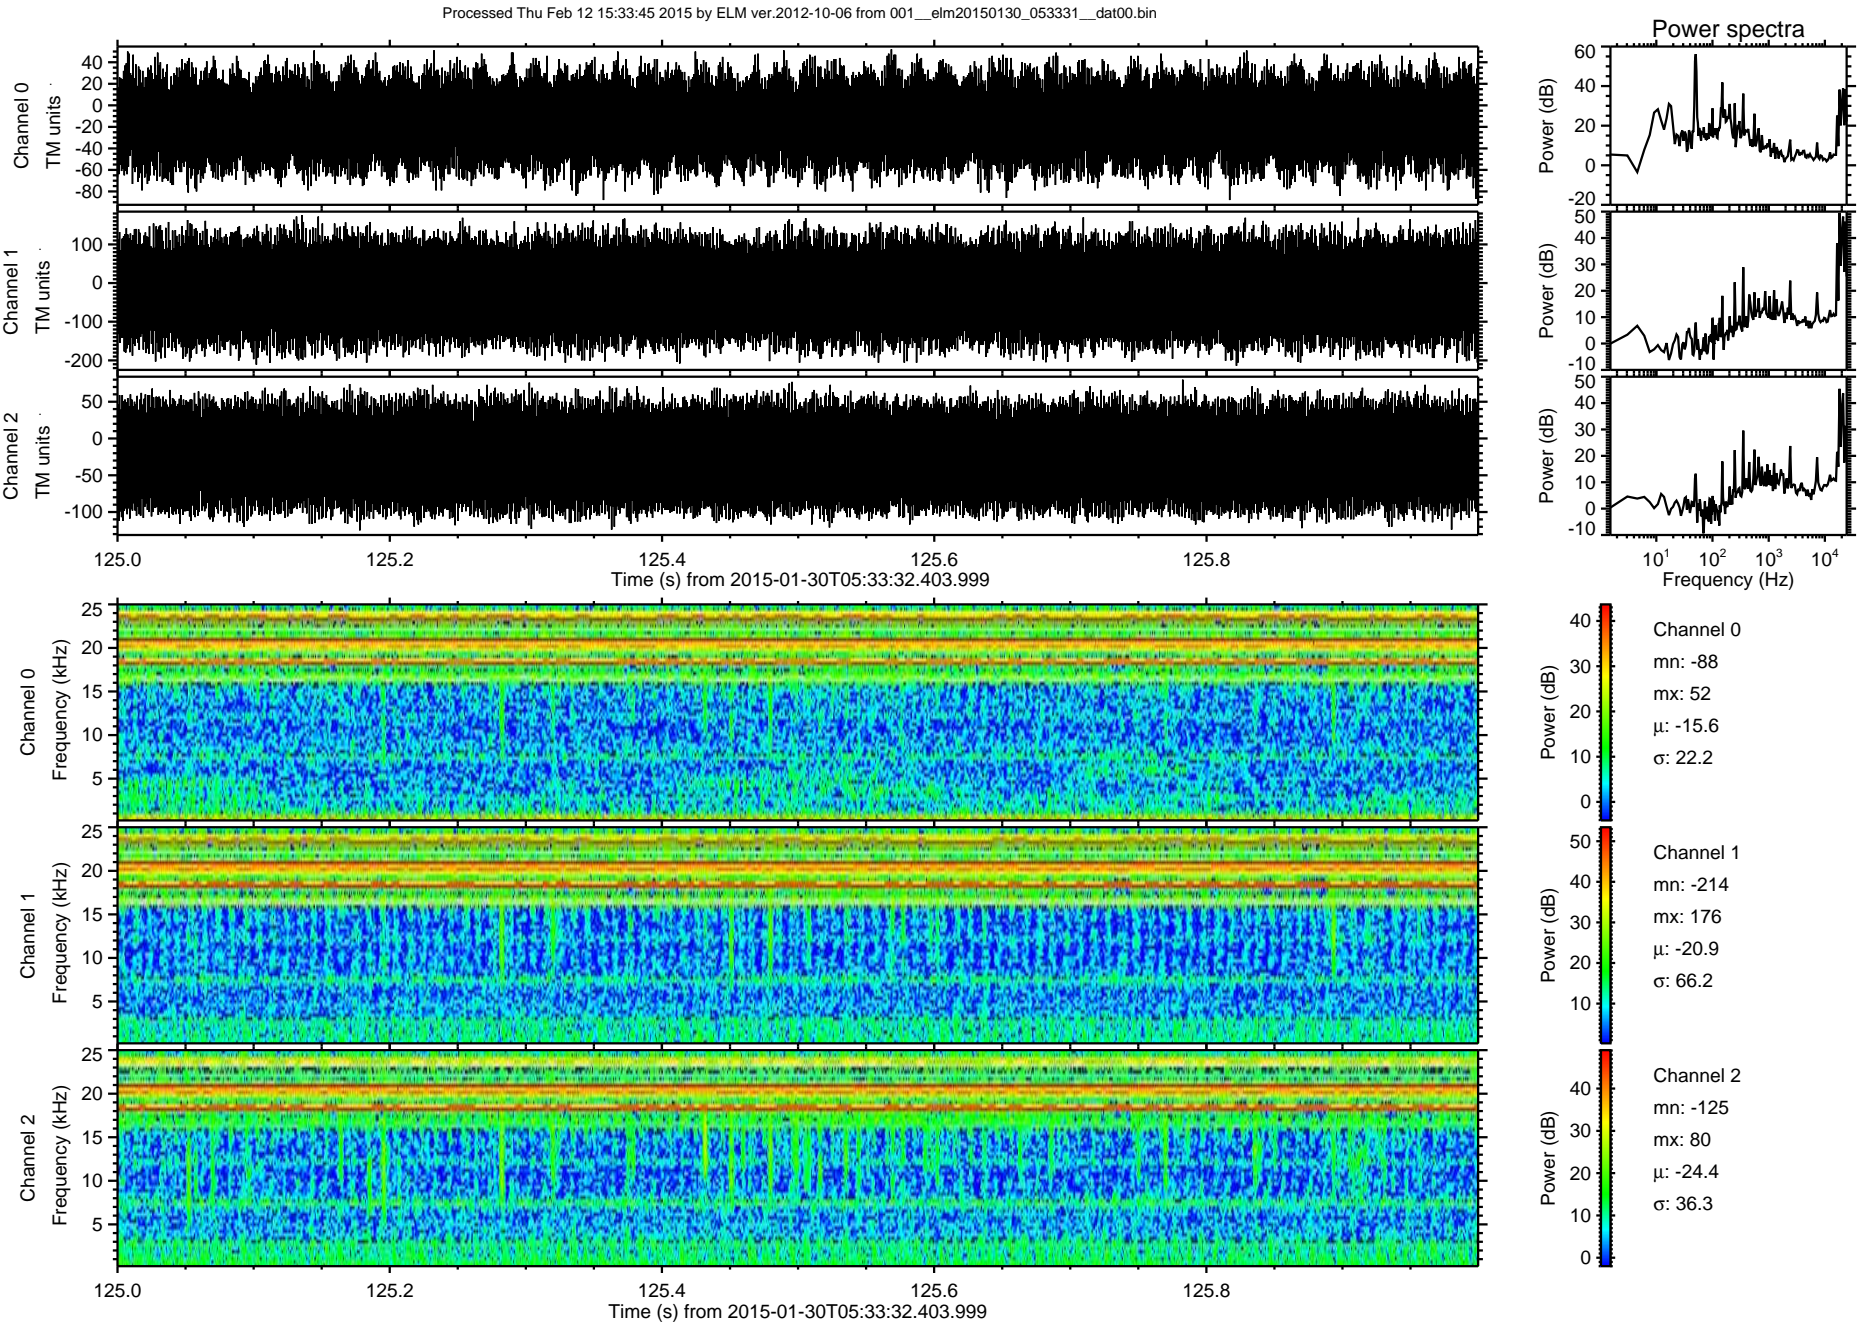 Processed Thu Feb 12 15:33:45 2015 by ELM ver.2012-10-06 from 001__elm20150130_053331__dat00.bin
Power spectra
Channel 0
TM units
40
20
0
-20
-40
-60
-80
Power (dB)
60
40
20
0
-20
Channel 1
TM units
100
0
-100
-200
Power (dB)
50
40
30
20
10
0
-10
Channel 2
TM units
50
0
-50
-100
Power (dB)
50
40
30
20
10
0
-10
125.0 125.2 125.4 125.6 125.8
Time (s) from 2015-01-30T05:33:32.403.999
10¹ 10² 10³ 10⁴
Frequency (Hz)
Channel 0
Frequency (kHz)
25
20
15
10
5
Power (dB)
40
30
20
10
0
Channel 0
mn: -88
mx: 52
μ: -15.6
σ: 22.2
Channel 1
Frequency (kHz)
25
20
15
10
5
Power (dB)
50
40
30
20
10
Channel 1
mn: -214
mx: 176
μ: -20.9
σ: 66.2
Channel 2
Frequency (kHz)
25
20
15
10
5
Power (dB)
40
30
20
10
0
Channel 2
mn: -125
mx: 80
μ: -24.4
σ: 36.3
125.0 125.2 125.4 125.6 125.8
Time (s) from 2015-01-30T05:33:32.403.999